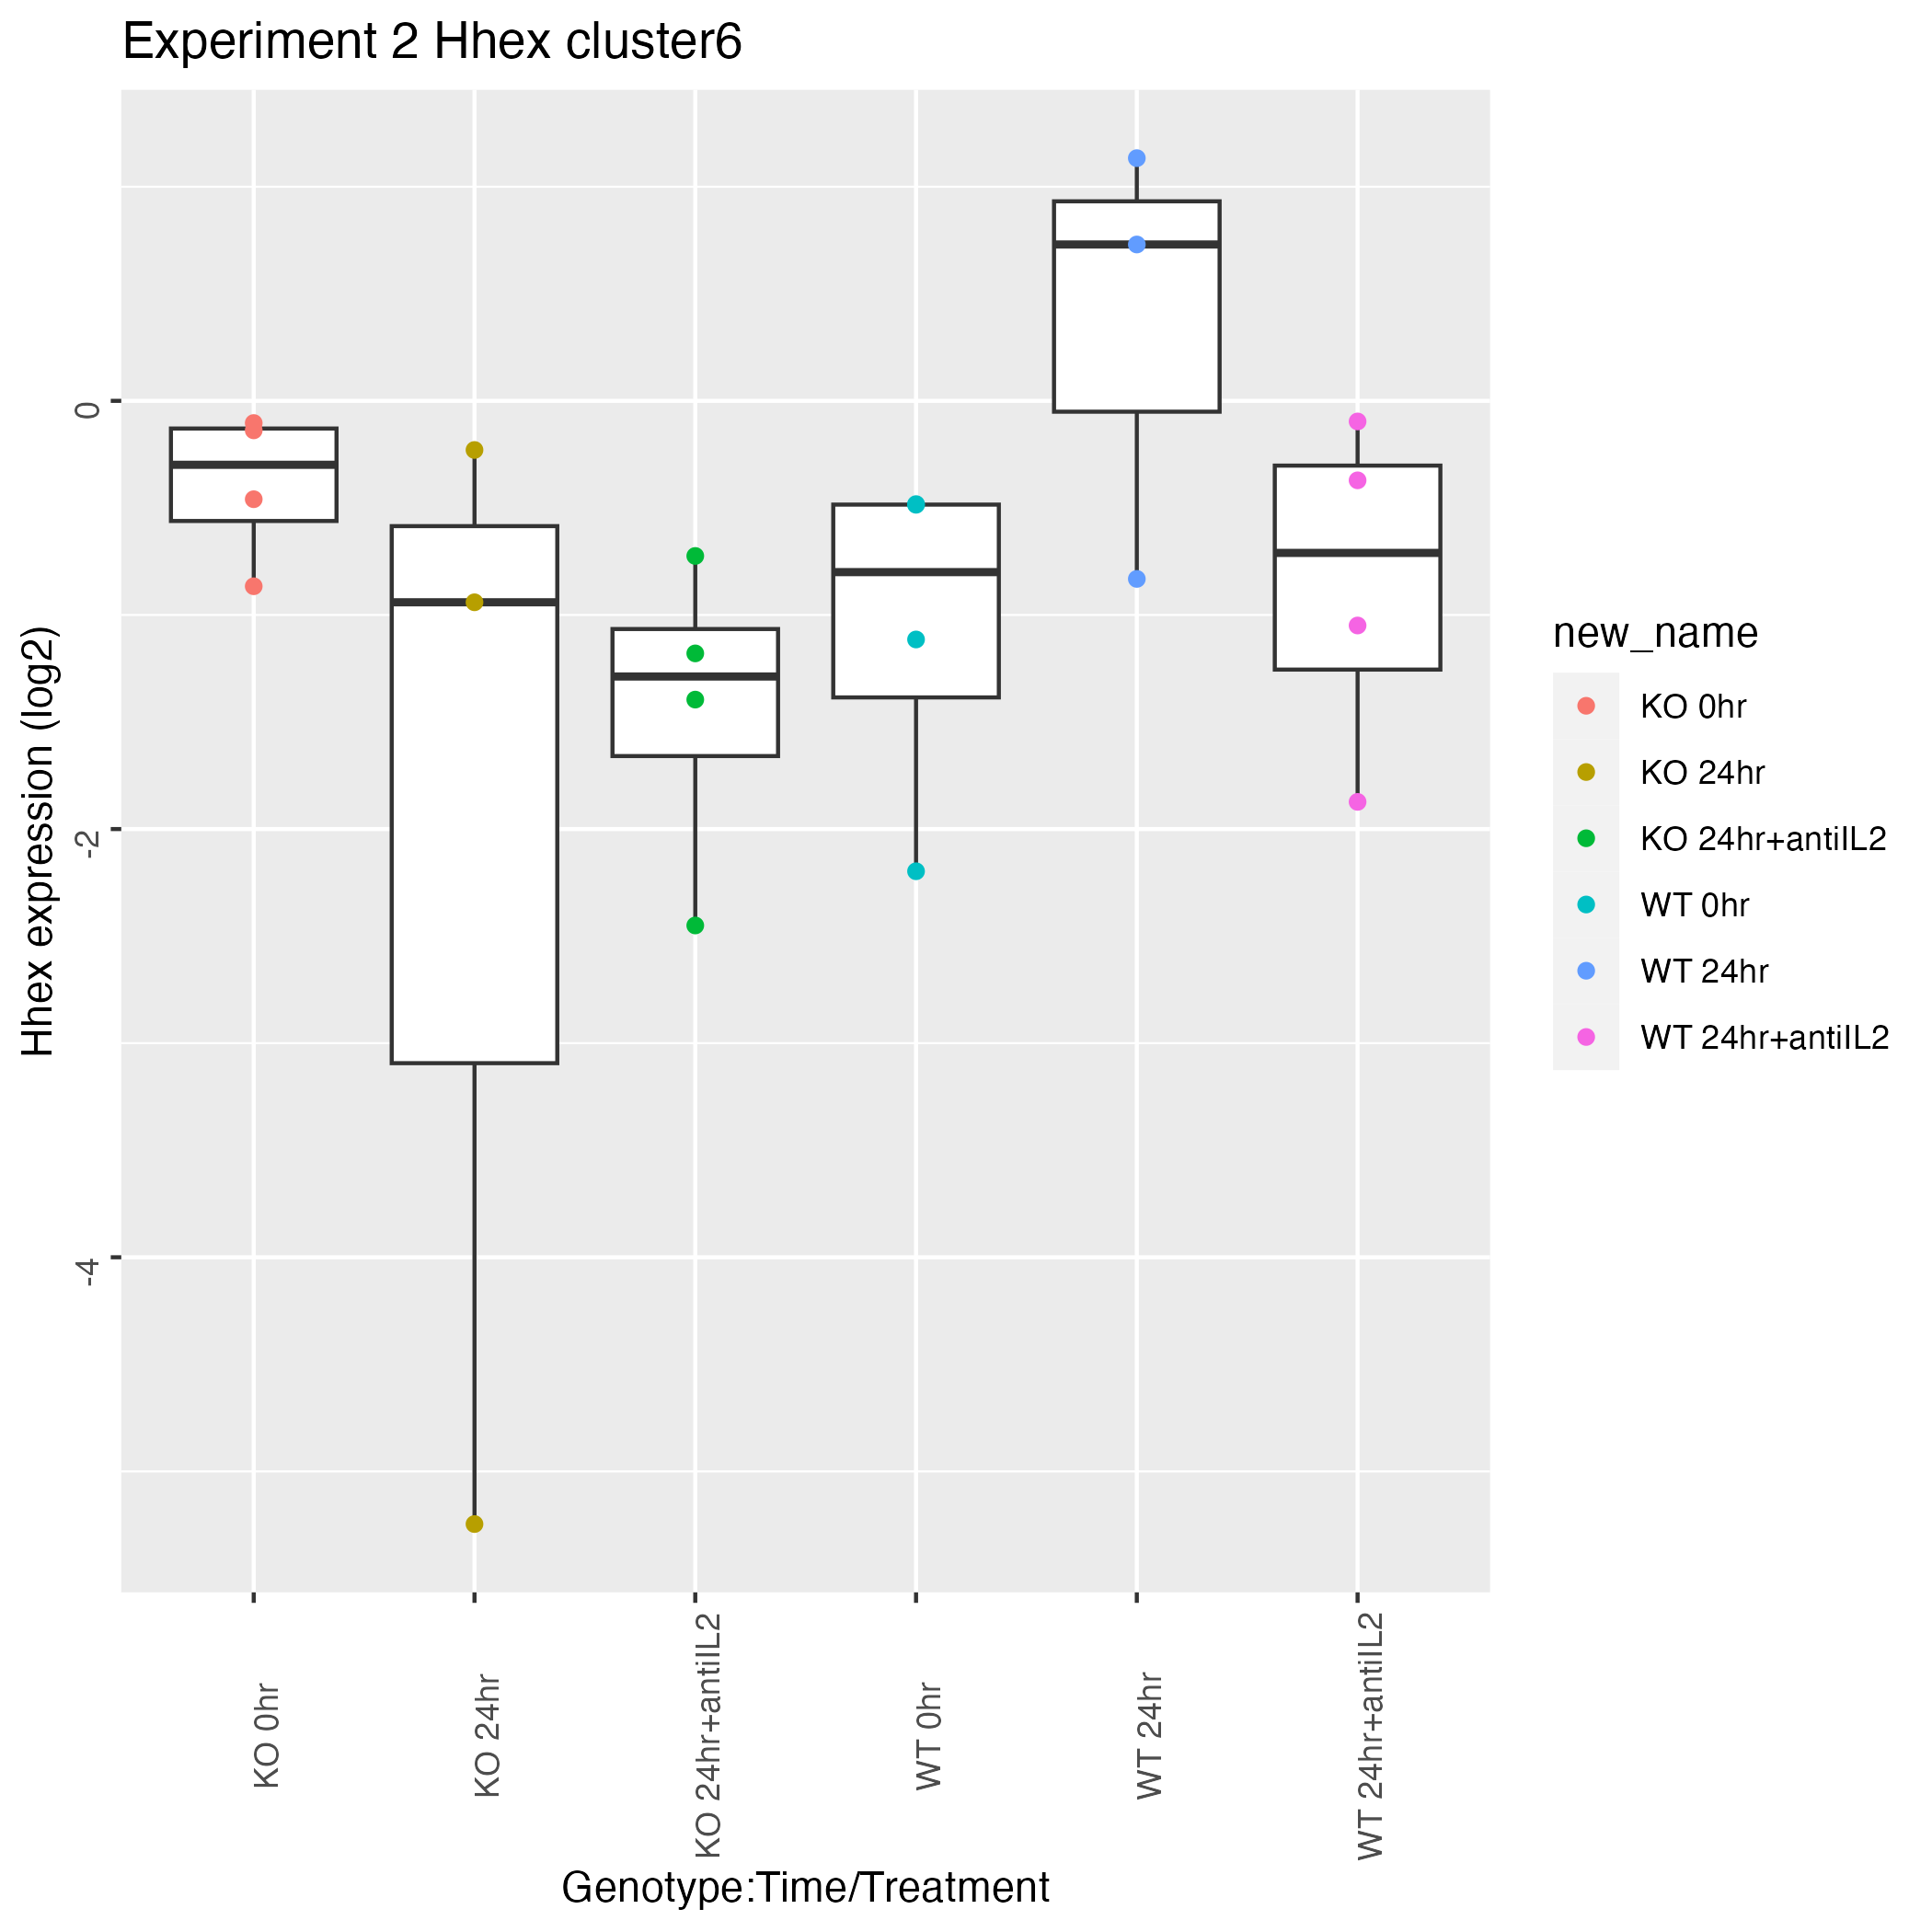 Experiment 2 Hhex cluster6
Hhex expression (log2)
0
-2
-4
KO 0hr
KO 24hr
KO 24hr+antiIL2
WT 0hr
WT 24hr
WT 24hr+antiIL2
Genotype:Time/Treatment
new_name
KO 0hr
KO 24hr
KO 24hr+antiIL2
WT 0hr
WT 24hr
WT 24hr+antiIL2